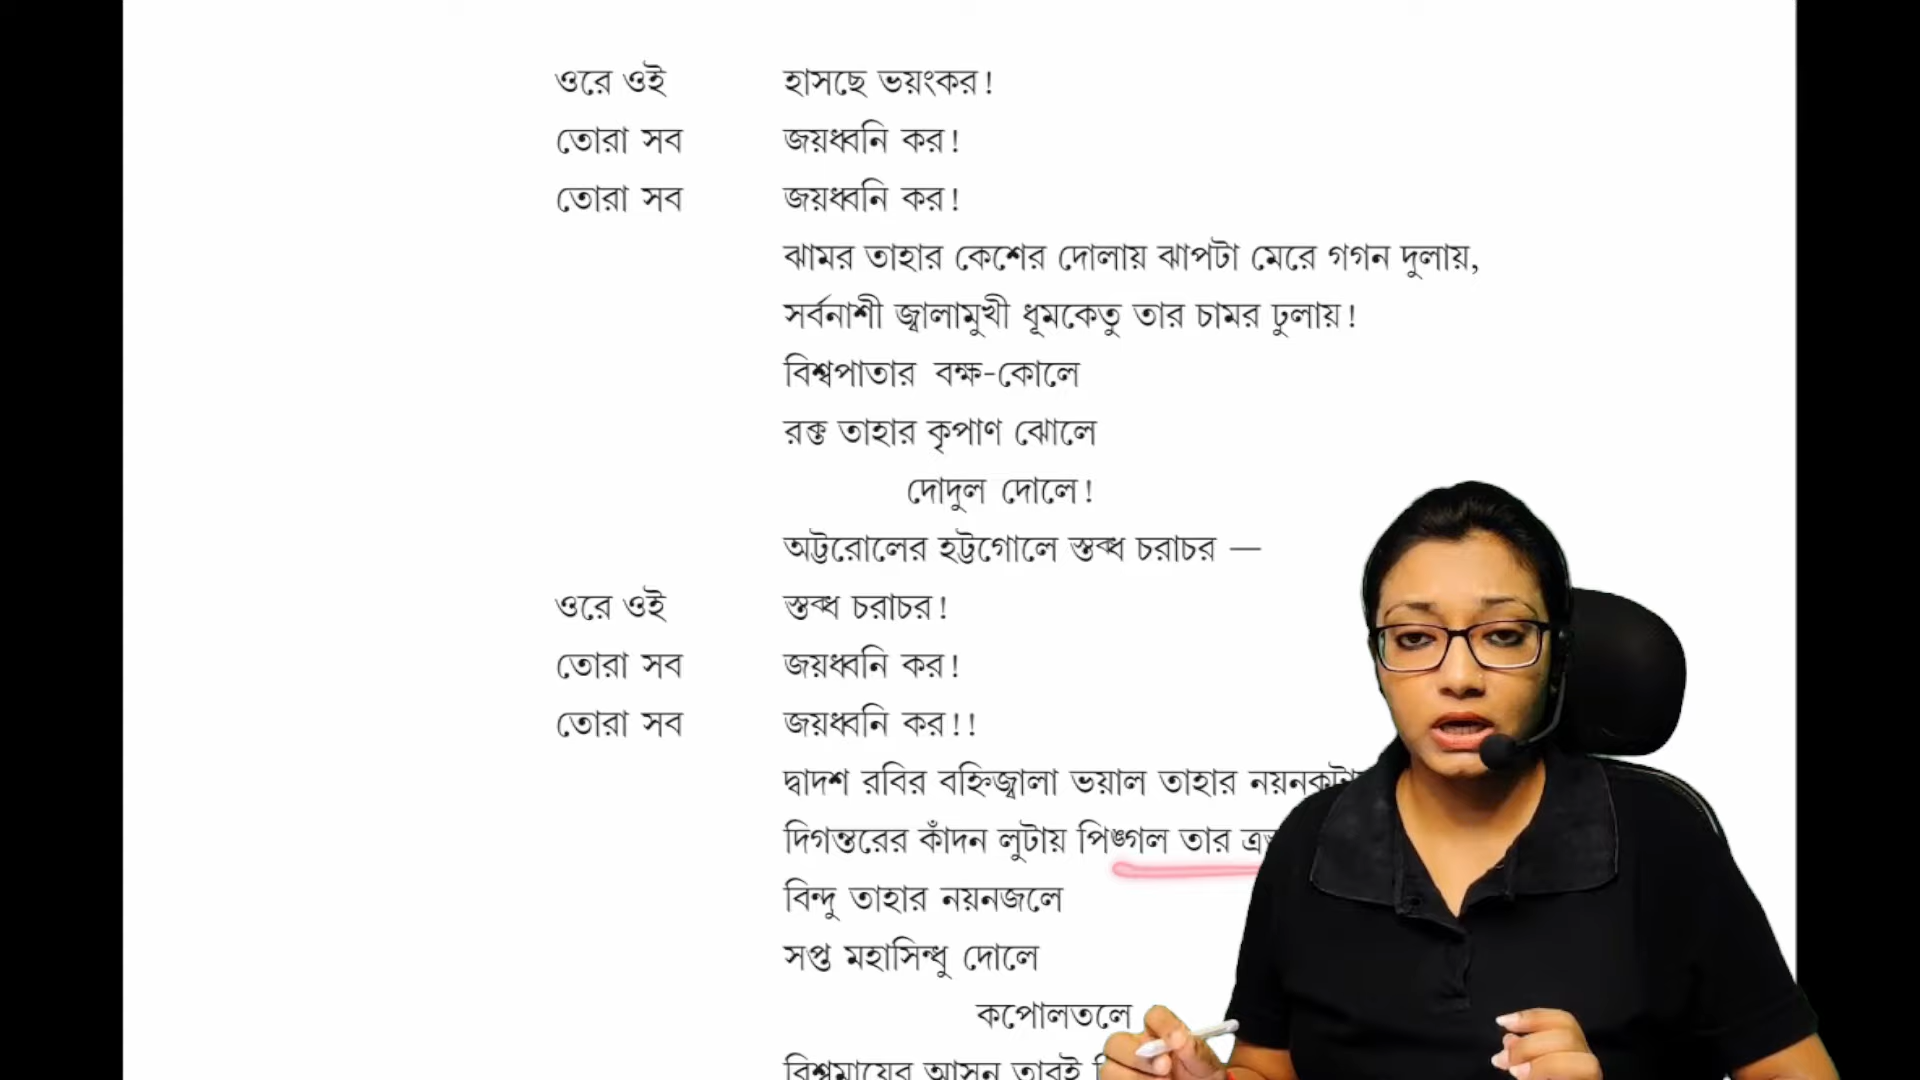 ওরে ওই হাসছে ভয়ংকর!
তোরা সব জয়ধ্বনি কর!
তোরা সব জয়ধ্বনি কর!
ঝামর তাহার কেশের দোলায় ঝাপটা মেরে গগন দুলায়,
সর্বনাশী জ্বালামুখী ধূমকেতু তার চামর ঢুলায়!
বিশ্বপাতার বক্ষ-কোলে
রক্ত তাহার কৃপাণ ঝোলে
দোদুল দোলে!
অট্টরোলের হট্টগোলে স্তব্ধ চরাচর —
ওরে ওই স্তব্ধ চরাচর!
তোরা সব জয়ধ্বনি কর!
তোরা সব জয়ধ্বনি কর!!
দ্বাদশ রবির বহ্নিজ্বালা ভয়াল তাহার
দিগন্তরের কাঁদন লুটায় পিঙ্গল তার
বিন্দু তাহার নয়নজলে
সপ্ত মহাসিন্ধু দোলে
কপোলতলে
বিশ্বমায়ের আসন তারই